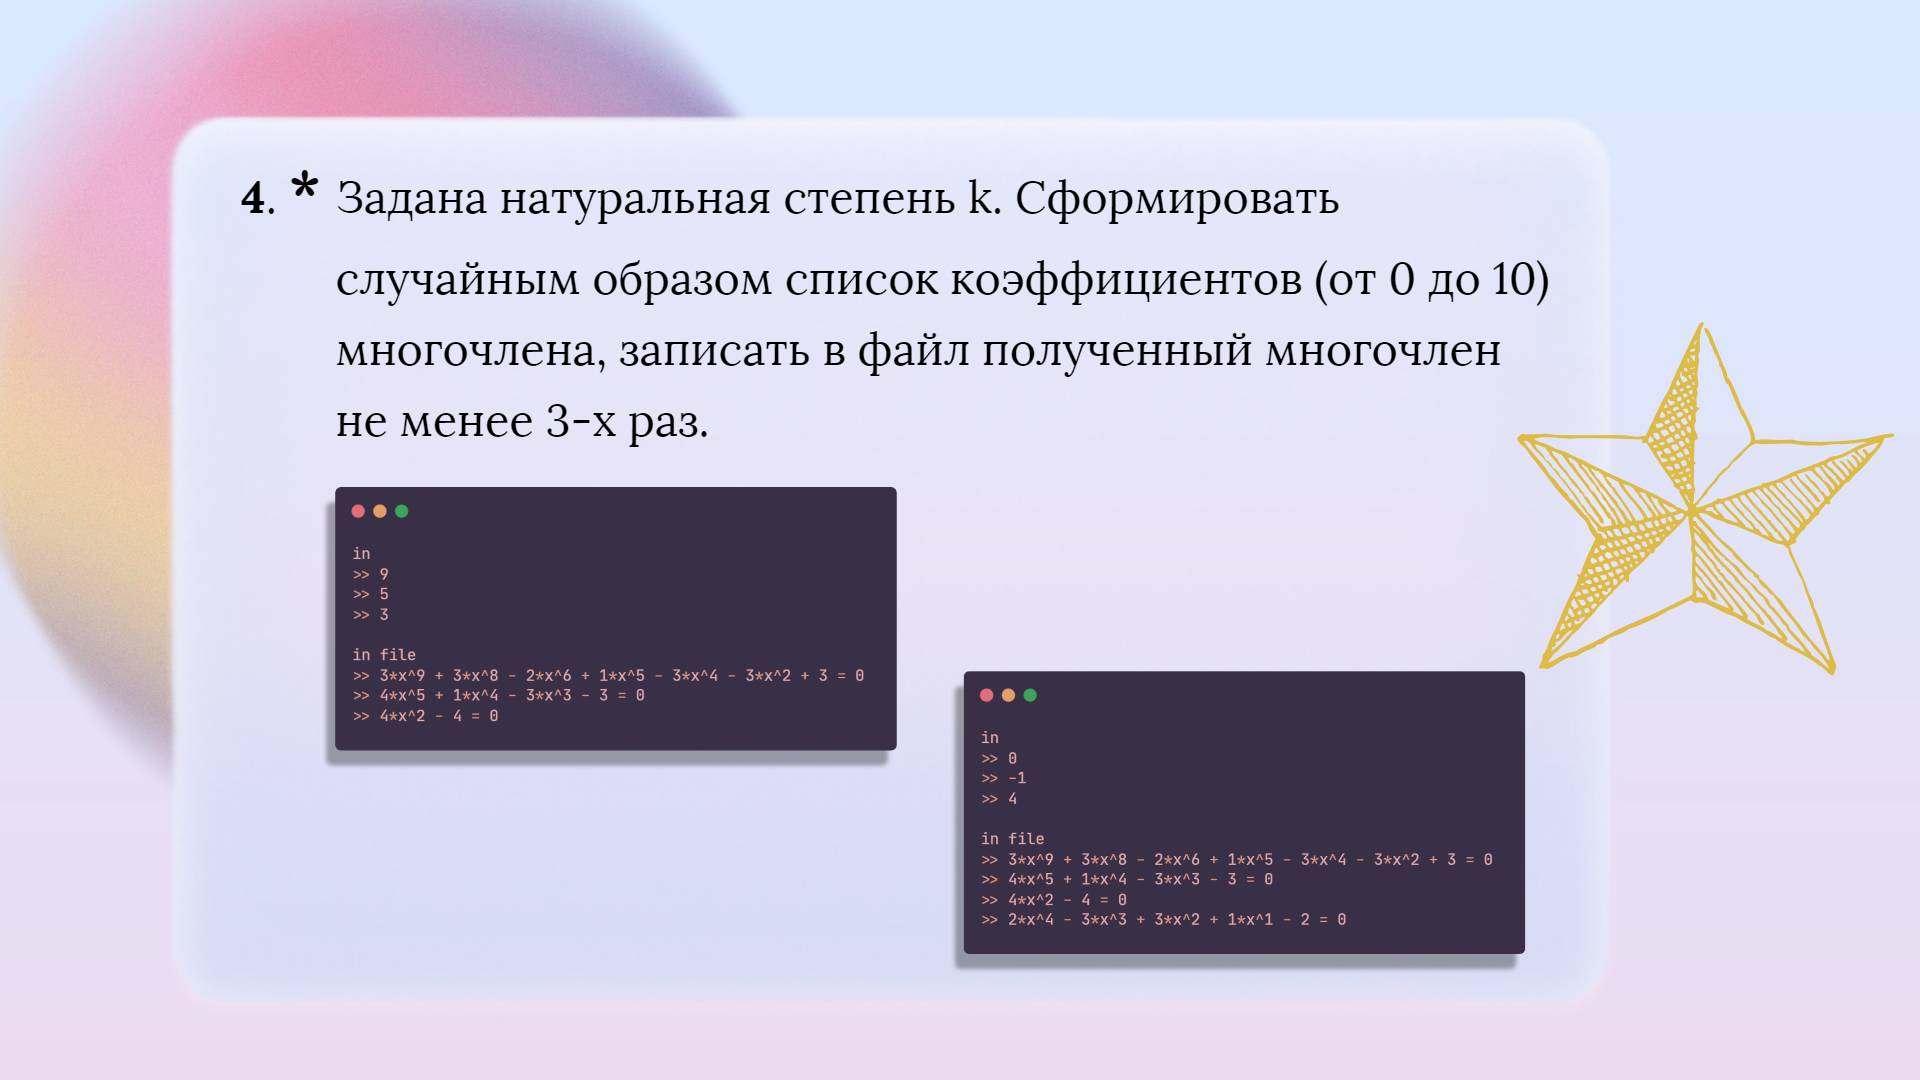 4. * Задана натуральная степень k. Сформировать
случайным образом список коэффициентов (от 0 до 10)
многочлена, записать в файл полученный многочлен
не менее 3-х раз.
in
>> 9
>> 5
>> 3
in file
>> 3*x^9 + 3*x^8 - 2*x^6 + 1*x^5 - 3*x^4 - 3*x^2 + 3 = 0
>> 4*x^5 + 1*x^4 - 3*x^3 - 3 = 0
>> 4*x^2 - 4 = 0
in
>> 0
>> -1
>> 4
in file
>> 3*x^9 + 3*x^8 - 2*x^6 + 1*x^5 - 3*x^4 - 3*x^2 + 3 = 0
>> 4*x^5 + 1*x^4 - 3*x^3 - 3 = 0
>> 4*x^2 - 4 = 0
>> 2*x^4 - 3*x^3 + 3*x^2 + 1*x^1 - 2 = 0